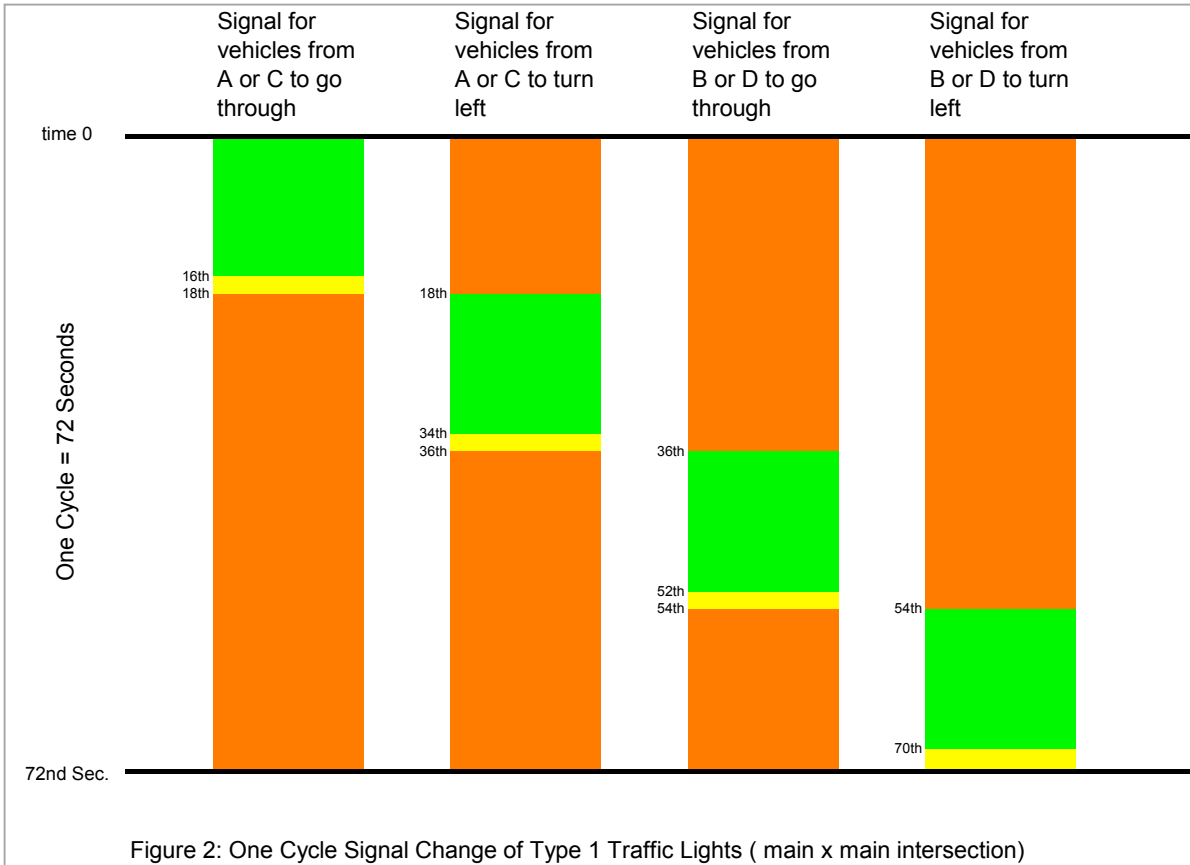 Signal for
vehicles from
A or C to go
through
Signal for
vehicles from
A or C to turn
left
Signal for
vehicles from
B or D to go
through
Signal for
vehicles from
B or D to turn
left
time 0
16th
18th
18th
34th
36th
36th
52th
54th
54th
70th
One Cycle = 72 Seconds
72nd Sec.
Figure 2: One Cycle Signal Change of Type 1 Traffic Lights ( main x main intersection)